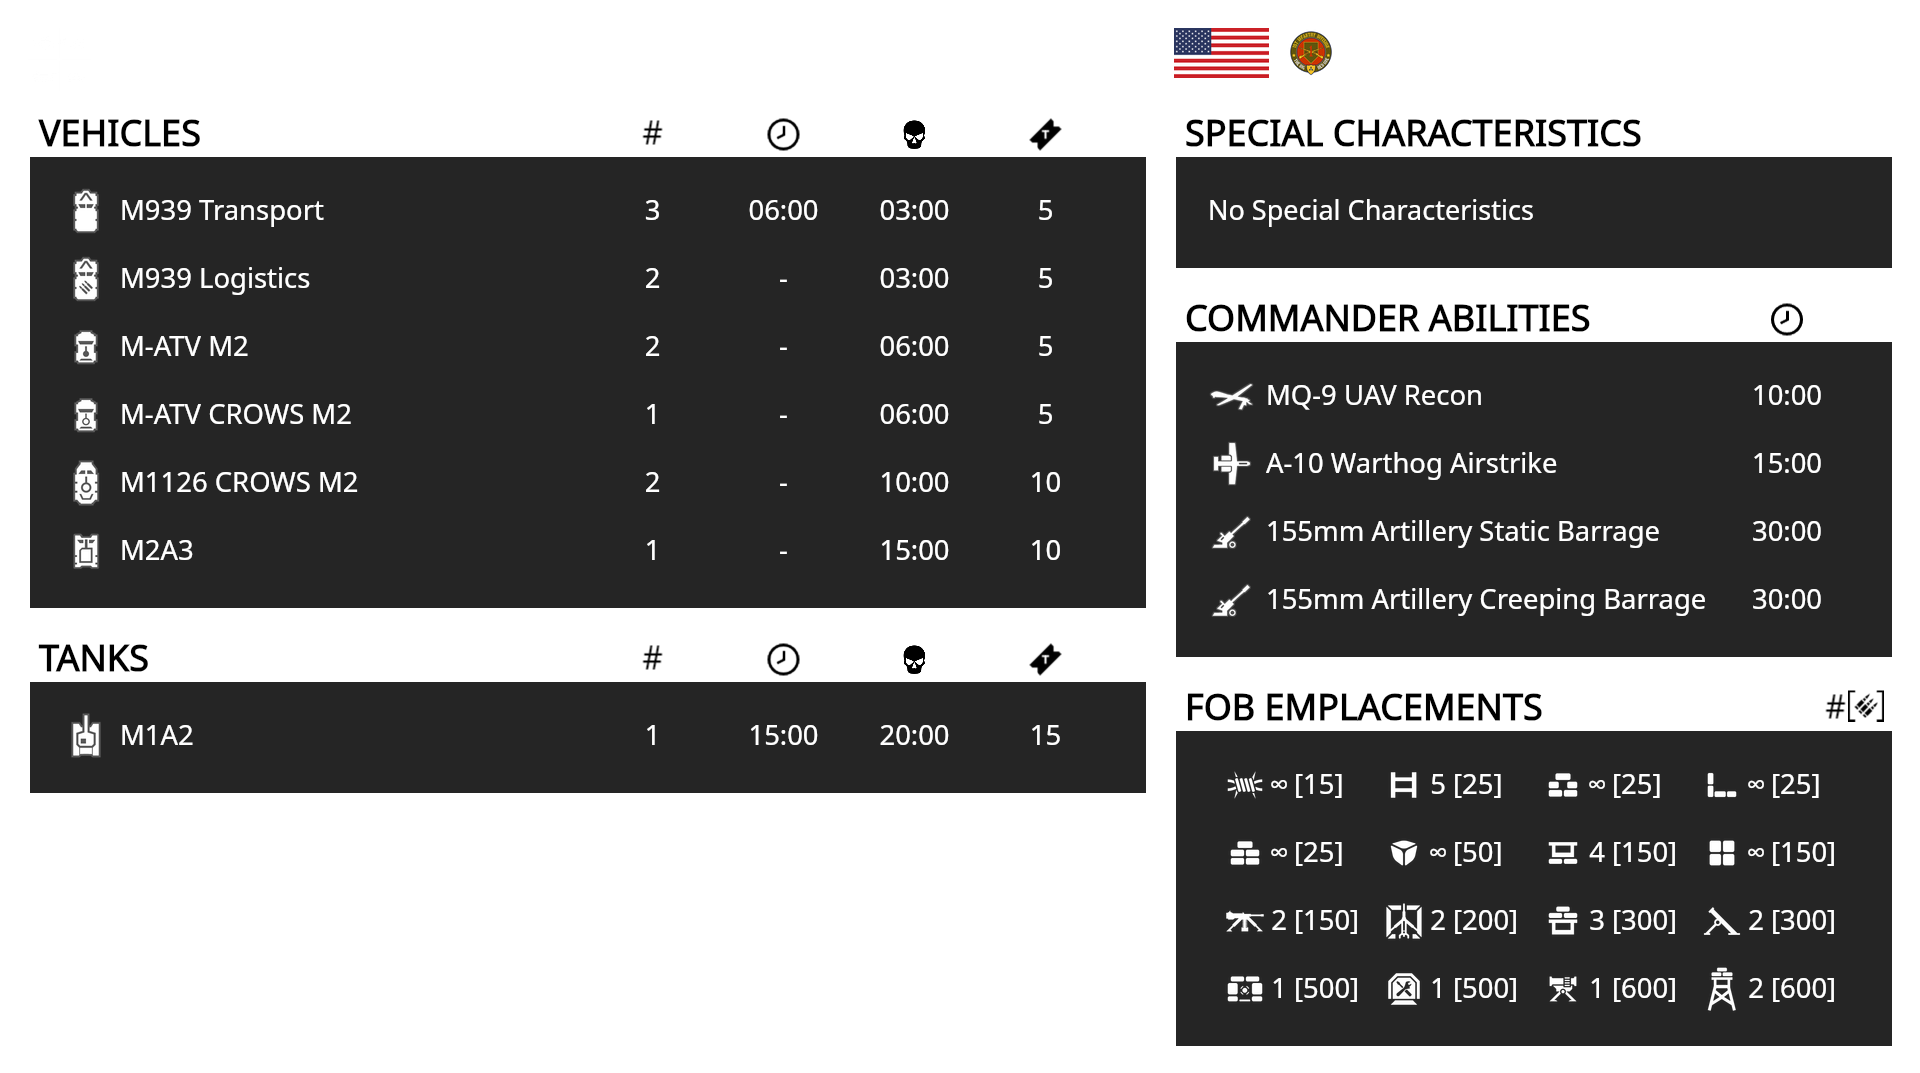 VEHICLES #
M939 Transport 3 06:00 03:00 5
M939 Logistics 2 - 03:00 5
M-ATV M2 2 - 06:00 5
M-ATV CROWS M2 1 - 06:00 5
M1126 CROWS M2 2 - 10:00 10
M2A3 1 - 15:00 10
TANKS #
M1A2 1 15:00 20:00 15
SPECIAL CHARACTERISTICS
No Special Characteristics
COMMANDER ABILITIES
MQ-9 UAV Recon 10:00
A-10 Warthog Airstrike 15:00
155mm Artillery Static Barrage 30:00
155mm Artillery Creeping Barrage 30:00
FOB EMPLACEMENTS #[ ]
∞ [15] 5 [25] ∞ [25] ∞ [25]
∞ [25] ∞ [50] 4 [150] ∞ [150]
2 [150] 2 [200] 3 [300] 2 [300]
1 [500] 1 [500] 1 [600] 2 [600]